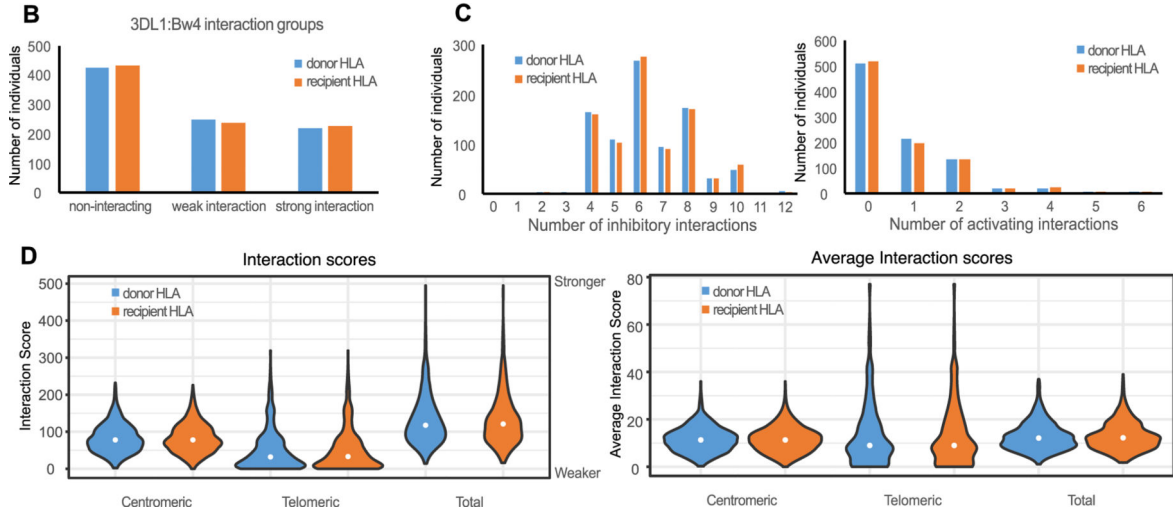 B
3DL1:Bw4 interaction groups
Number of individuals
500
400
300
200
100
0
donor HLA
recipient HLA
non-interacting weak interaction strong interaction
C
Number of individuals
300
200
100
0
donor HLA
recipient HLA
0 1 2 3 4 5 6 7 8 9 10 11 12
Number of inhibitory interactions
Number of individuals
600
500
400
300
200
100
0
donor HLA
recipient HLA
0 1 2 3 4 5 6
Number of activating interactions
D
Interaction scores
Interaction Score
500
400
300
200
100
0
donor HLA
recipient HLA
Stronger
Weaker
Centromeric Telomeric Total
Average Interaction scores
Average Interaction Score
80
60
40
20
0
donor HLA
recipient HLA
Centromeric Telomeric Total